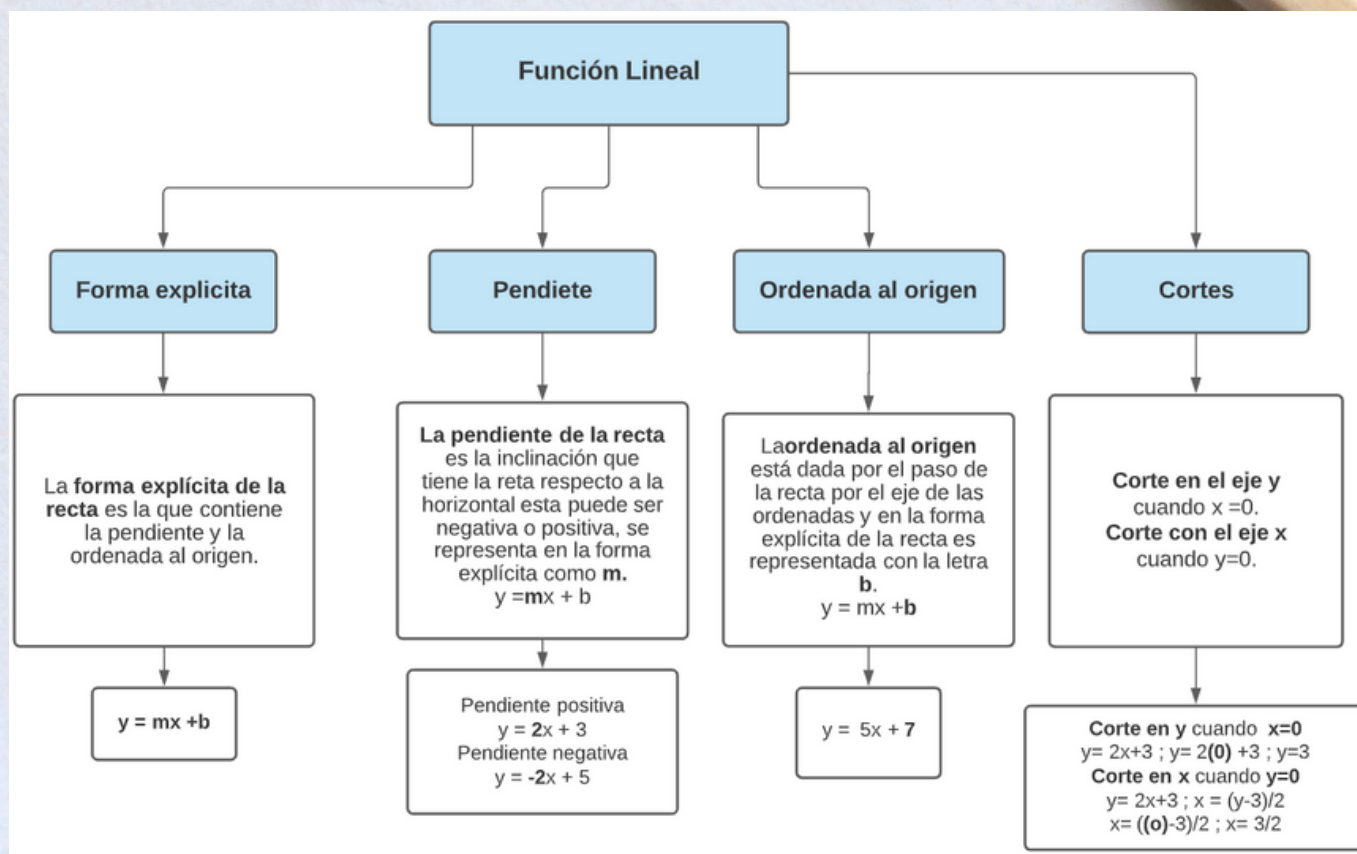 Función Lineal
Forma explicita
Pendiete
Ordenada al origen
Cortes
La forma explícita de la
recta es la que contiene
la pendiente y la
ordenada al origen.
La pendiente de la recta
es la inclinación que
tiene la reta respecto a la
horizontal esta puede ser
negativa o positiva, se
representa en la forma
explícita como m.
y =mx + b
Laordenada al origen
está dada por el paso de
la recta por el eje de las
ordenadas y en la forma
explícita de la recta es
representada con la letra
b.
y = mx +b
Corte en el eje y
cuando x =0.
Corte con el eje x
cuando y=0.
y = mx +b
Pendiente positiva
y = 2x + 3
Pendiente negativa
y = -2x + 5
y = 5x + 7
Corte en y cuando x=0
y= 2x+3 ; y= 2(0) +3 ; y=3
Corte en x cuando y=0
y= 2x+3 ; x = (y-3)/2
x= ((o)-3)/2 ; x= 3/2